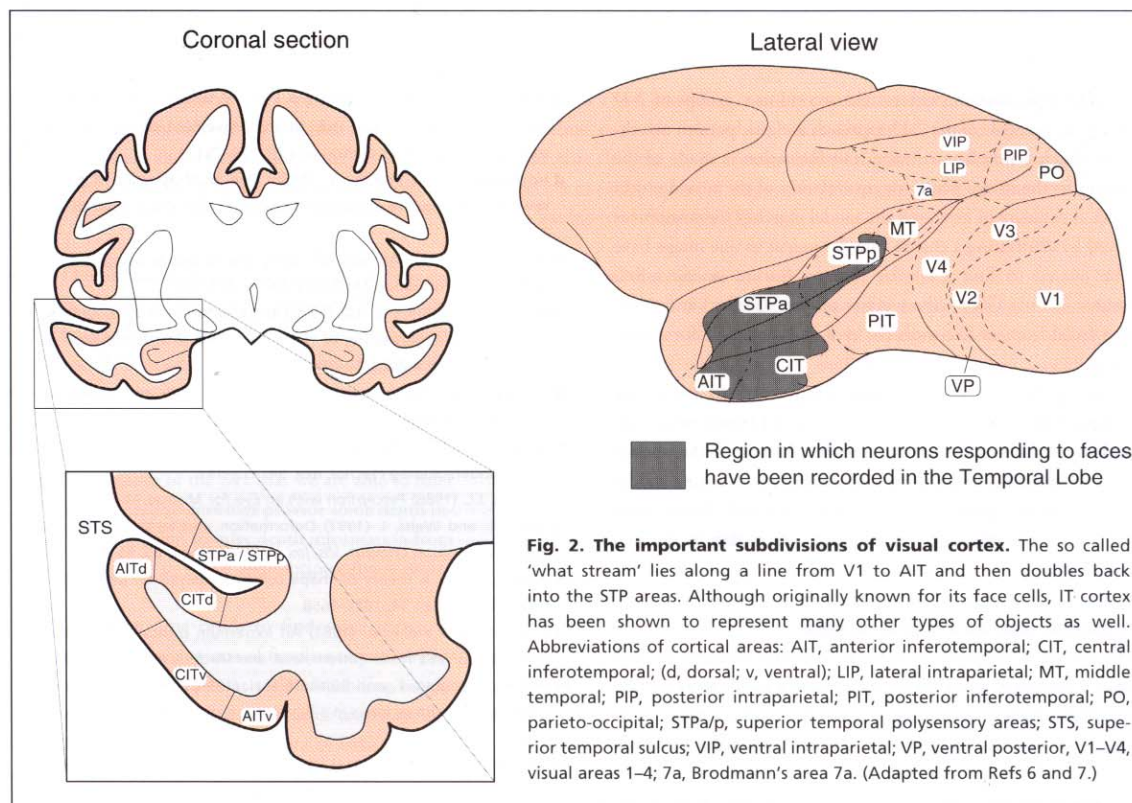 Coronal section
Lateral view
VIP
PIP
LIP
PO
7a
MT
V3
STPp
V4
STPa
V2
V1
PIT
CIT
AIT
VP
Region in which neurons responding to faces
have been recorded in the Temporal Lobe
STS
STPa / STPp
AITd
CITd
CITv
AITv
Fig. 2. The important subdivisions of visual cortex. The so called
‘what stream’ lies along a line from V1 to AIT and then doubles back
into the STP areas. Although originally known for its face cells, IT cortex
has been shown to represent many other types of objects as well.
Abbreviations of cortical areas: AIT, anterior inferotemporal; CIT, central
inferotemporal; (d, dorsal; v, ventral); LIP, lateral intraparietal; MT, middle
temporal; PIP, posterior intraparietal; PIT, posterior inferotemporal; PO,
parieto-occipital; STPa/p, superior temporal polysensory areas; STS, supe-
rior temporal sulcus; VIP, ventral intraparietal; VP, ventral posterior, V1–V4,
visual areas 1–4; 7a, Brodmann’s area 7a. (Adapted from Refs 6 and 7.)